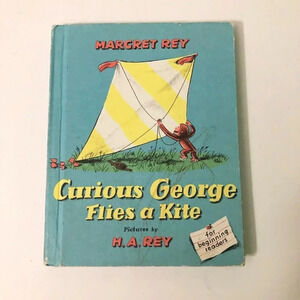 MARGRET REY
Curious George
Flies a Kite
Pictures by
H.A.REY
for
beginning
readers